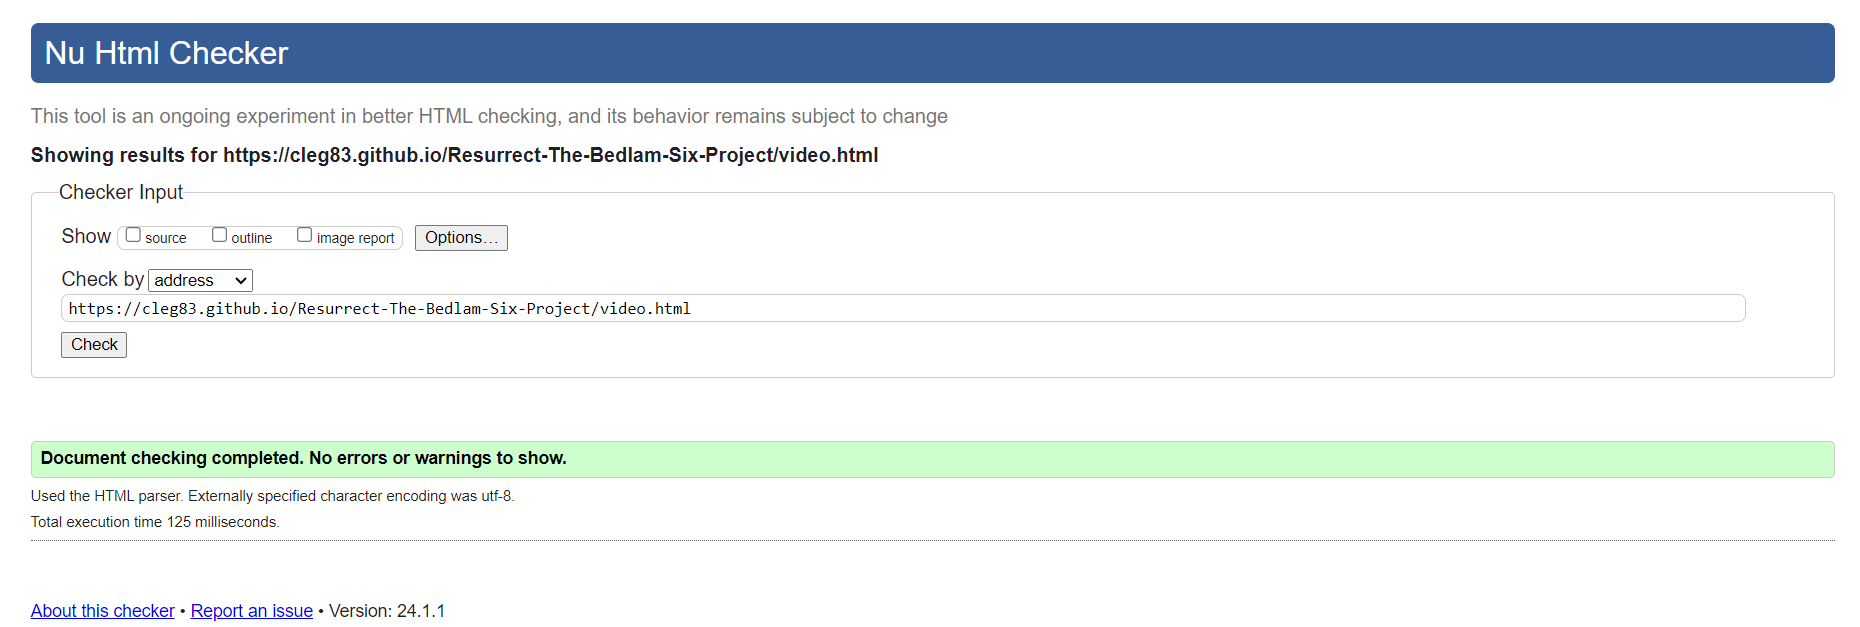 Nu Html Checker
This tool is an ongoing experiment in better HTML checking, and its behavior remains subject to change
Showing results for https://cleg83.github.io/Resurrect-The-Bedlam-Six-Project/video.html
Checker Input
Show source outline image report Options...
Check by address
https://cleg83.github.io/Resurrect-The-Bedlam-Six-Project/video.html
Check
Document checking completed. No errors or warnings to show.
Used the HTML parser. Externally specified character encoding was utf-8.
Total execution time 125 milliseconds.
About this checker • Report an issue • Version: 24.1.1